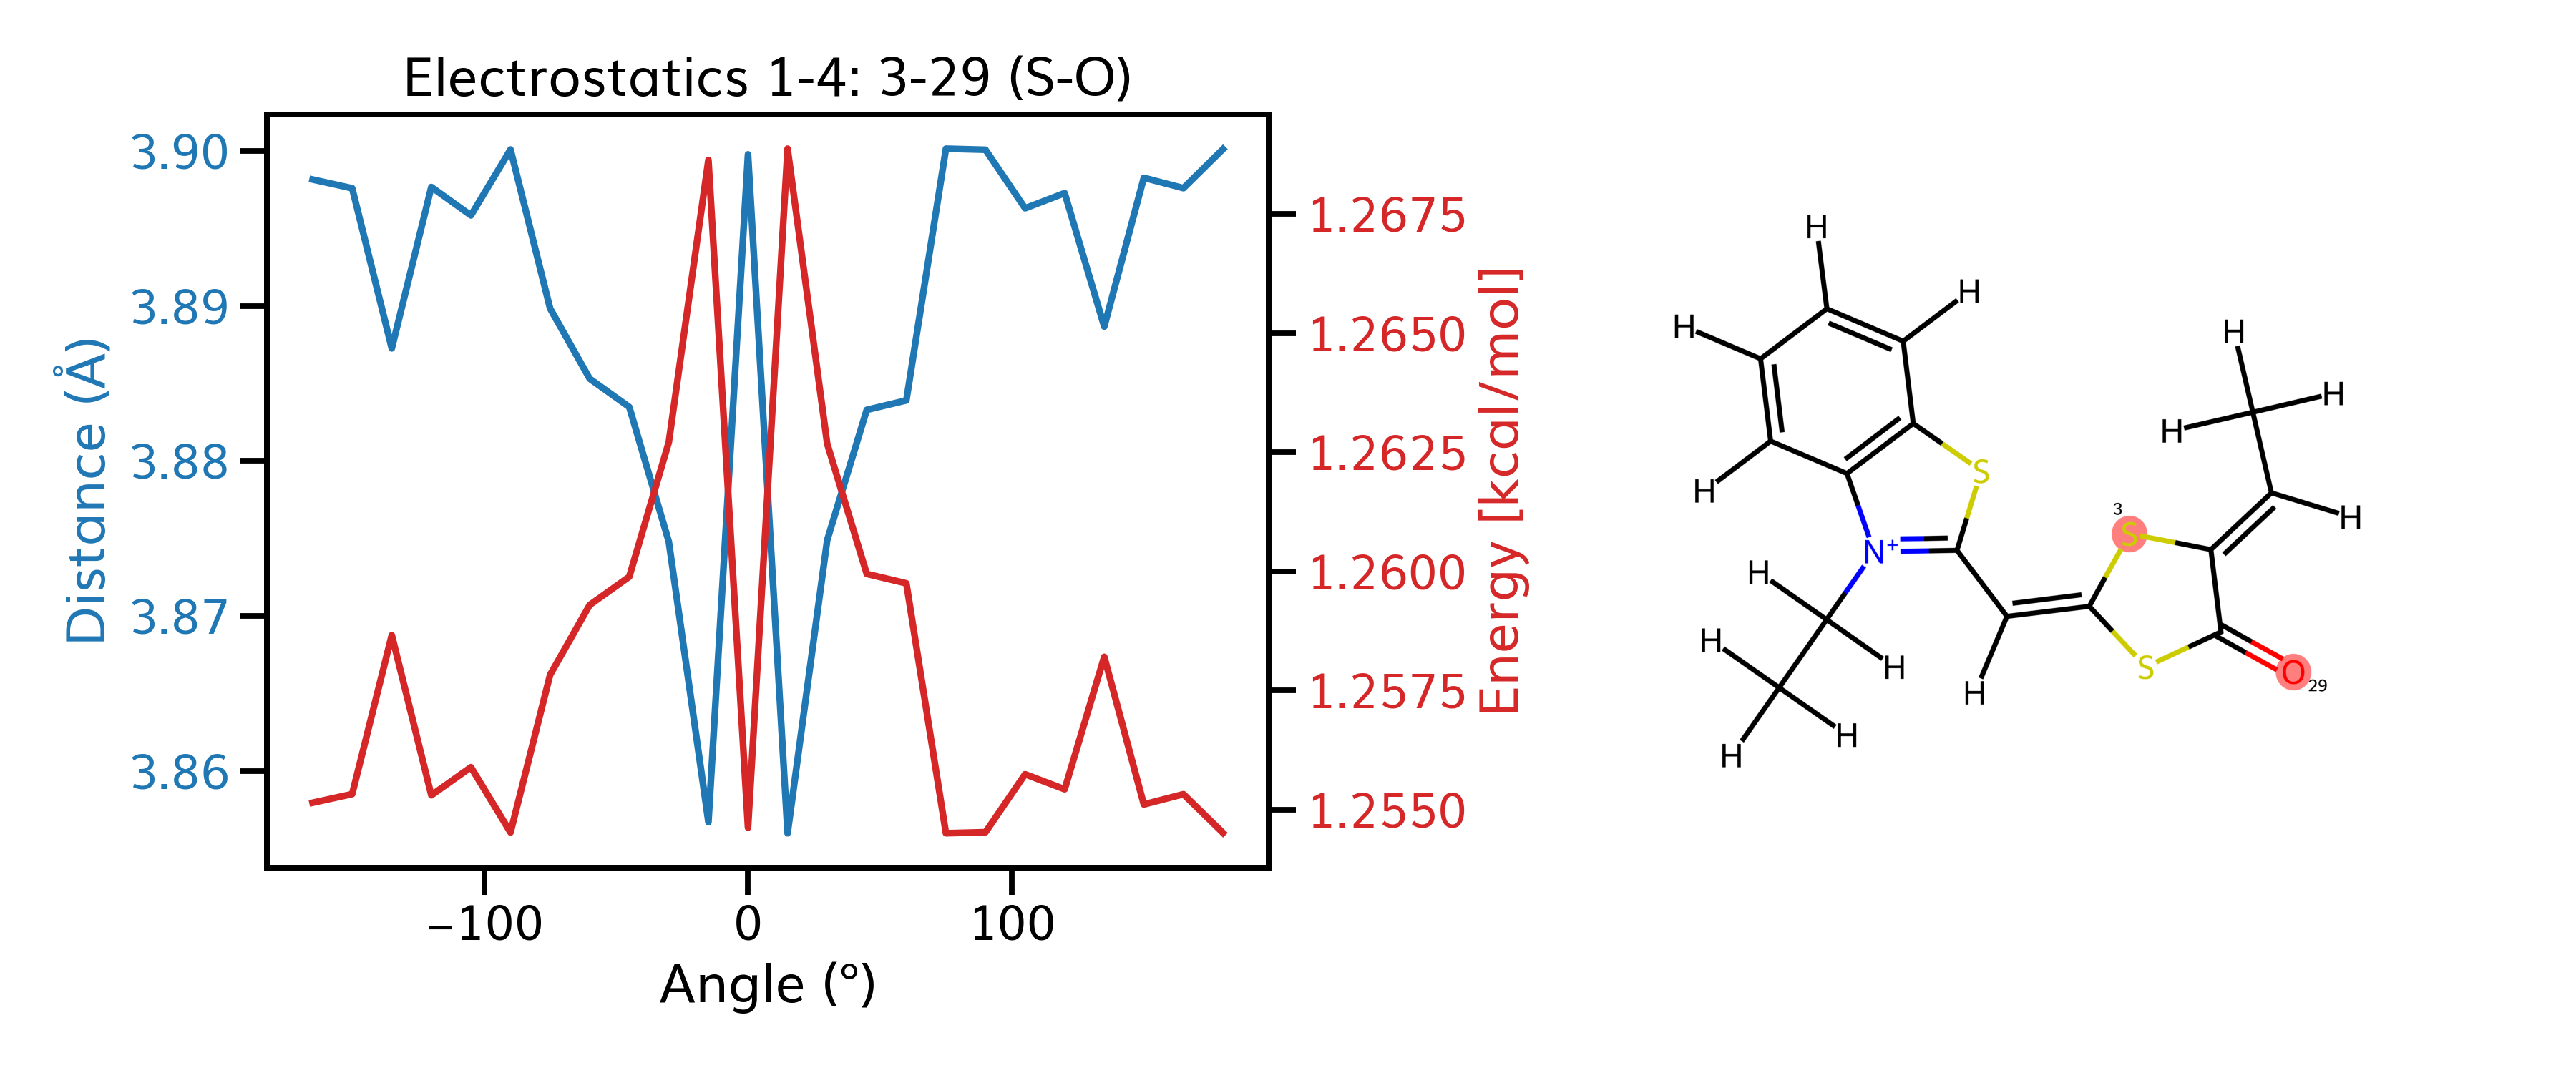 Electrostatics 1-4: 3-29 (S-O)
3.90
3.89
3.88
3.87
3.86
Distance (Å)
1.2675
1.2650
1.2625
1.2600
1.2575
1.2550
Energy [kcal/mol]
−100 0 100
Angle (°)
H
H
H
H
H
H
H
S
3
S
H
H
N+
H
H
H
S
O
29
H
H
H